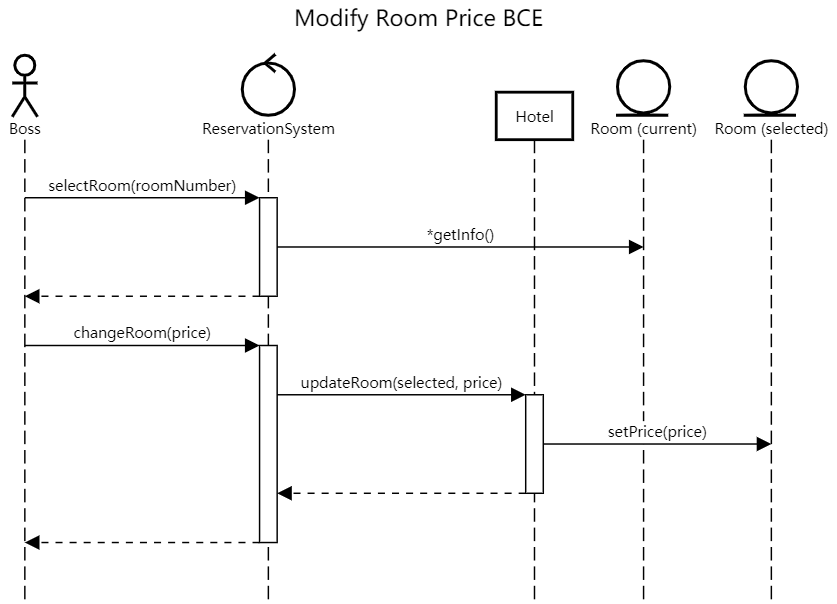 Modify Room Price BCE
Boss
ReservationSystem
Hotel
Room (current)
Room (selected)
selectRoom(roomNumber)
*getInfo()
changeRoom(price)
updateRoom(selected, price)
setPrice(price)